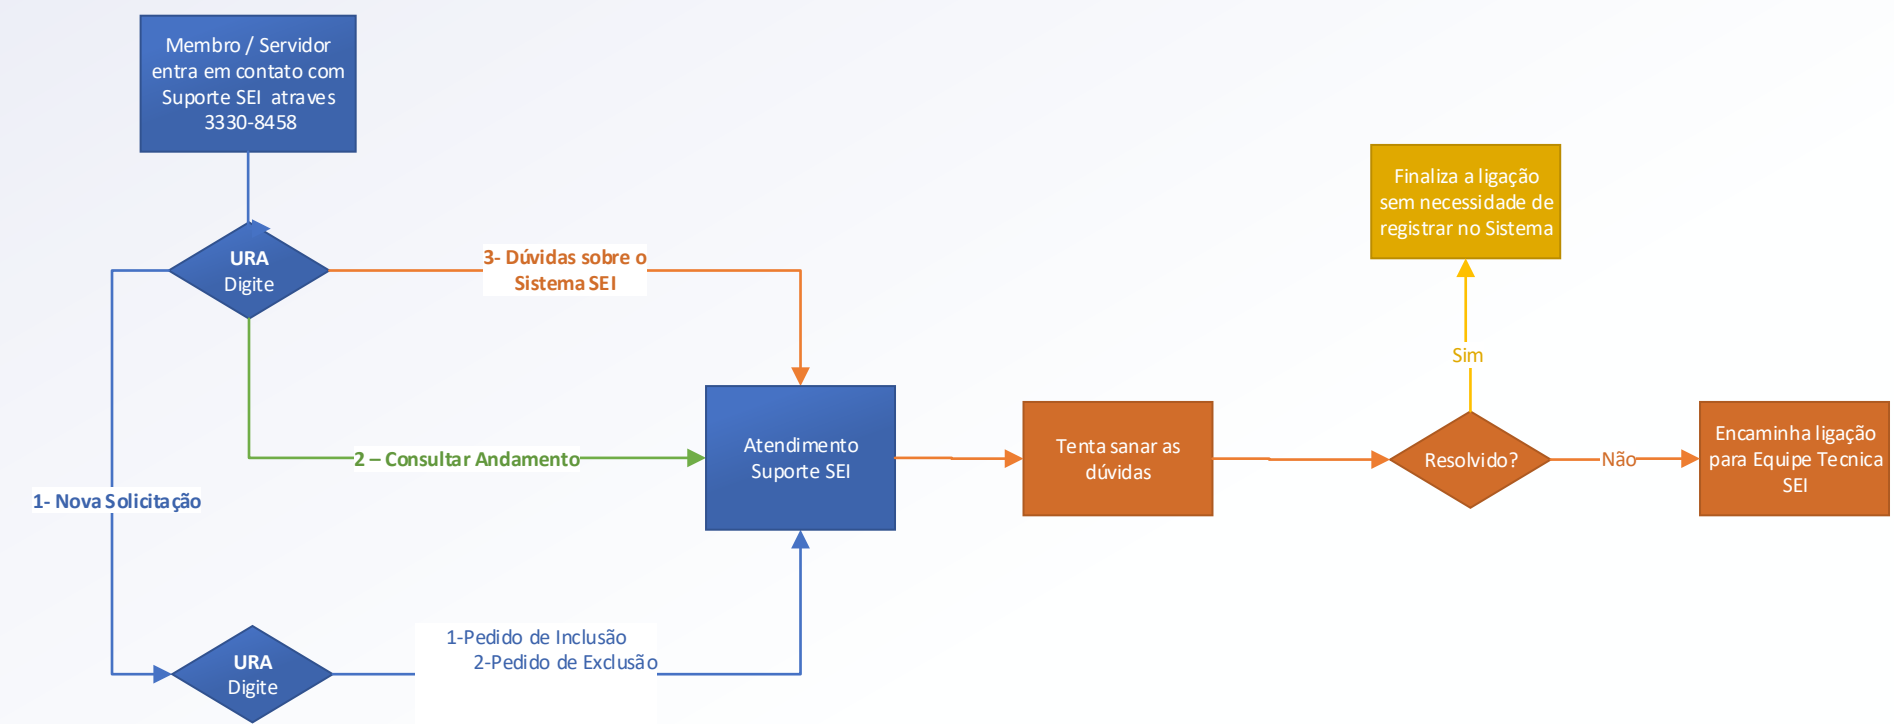 Membro / Servidor
entra em contato com
Suporte SEI atraves
3330-8458
URA
Digite
3- Dúvidas sobre o
Sistema SEI
2 – Consultar Andamento
1- Nova Solicitação
URA
Digite
1-Pedido de Inclusão
2-Pedido de Exclusão
Atendimento
Suporte SEI
Tenta sanar as
dúvidas
Resolvido?
Sim
Finaliza a ligação
sem necessidade de
registrar no Sistema
Não
Encaminha ligação
para Equipe Tecnica
SEI